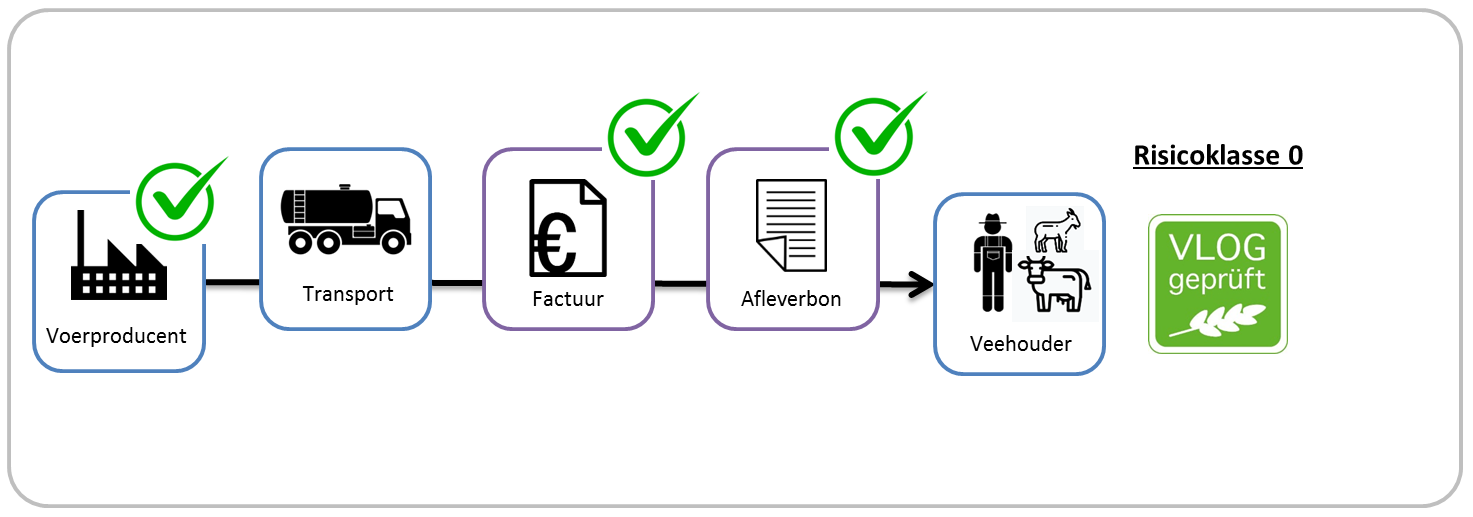 Risicoklasse 0
Voerproducent
Transport
€
Factuur
Afleverbon
Veehouder
VLOG
geprüft